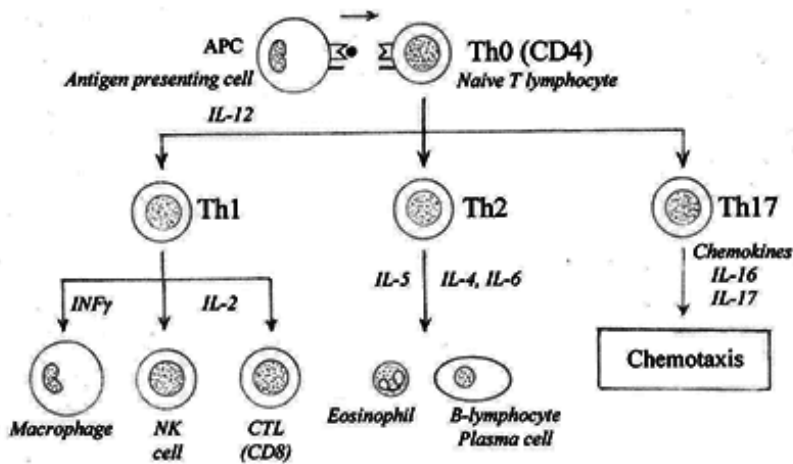 APC
Antigen presenting cell
Th0 (CD4)
Naive T lymphocyte
IL-12
Th1
Th2
Th17
INFγ
IL-2
IL-5
IL-4, IL-6
Chemokines
IL-16
IL-17
Chemotaxis
Macrophage
NK
cell
CTL
(CD8)
Eosinophil
B-lymphocyte
Plasma cell